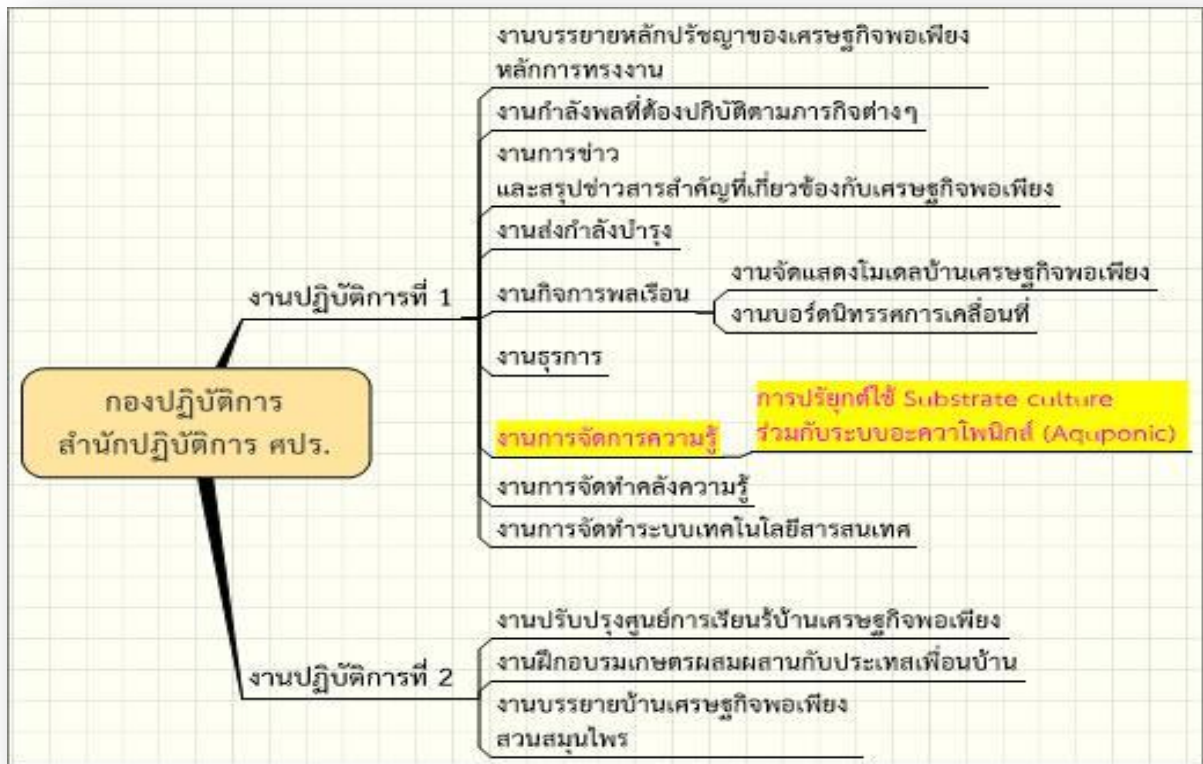 งานบรรยายหลักปรัชญาของเศรษฐกิจพอเพียง
หลักการทรงงาน
งานกำลังพลที่ต้องปกิบัติตามภารกิจต่างๆ
งานการข่าว
และสรุปข่าวสารสำคัญที่เกี่ยวข้องกับเศรษฐกิจพอเพียง
งานส่งกำลังบำรุง
งานปฏิบัติการที่ 1
งานกิจการพลเรือน
งานจัดแสดงโมเดลบ้านเศรษฐกิจพอเพียง
งานบอร์ดนิทรรศการเคลื่อนที่
งานธุรการ
กองปฏิบัติการ
สำนักปฏิบัติการ ศปร.
งานการจัดการความรู้
การปรัยุกต์ใช้ Substrate culture
ร่วมกับระบบอะควาโพนิกส์ (Aquponic)
งานการจัดทำคลังความรู้
งานการจัดทำระบบเทคโนโลยีสารสนเทศ
งานปฏิบัติการที่ 2
งานปรับปรุงศูนย์การเรียนรับ้านเศรษฐกิจพอเพียง
งานฝึกอบรมเกษตรผสมผสานกับประเทศเพื่อนบ้าน
งานบรรยายบ้านเศรษฐกิจพอเพียง
สวนสมุนไพร